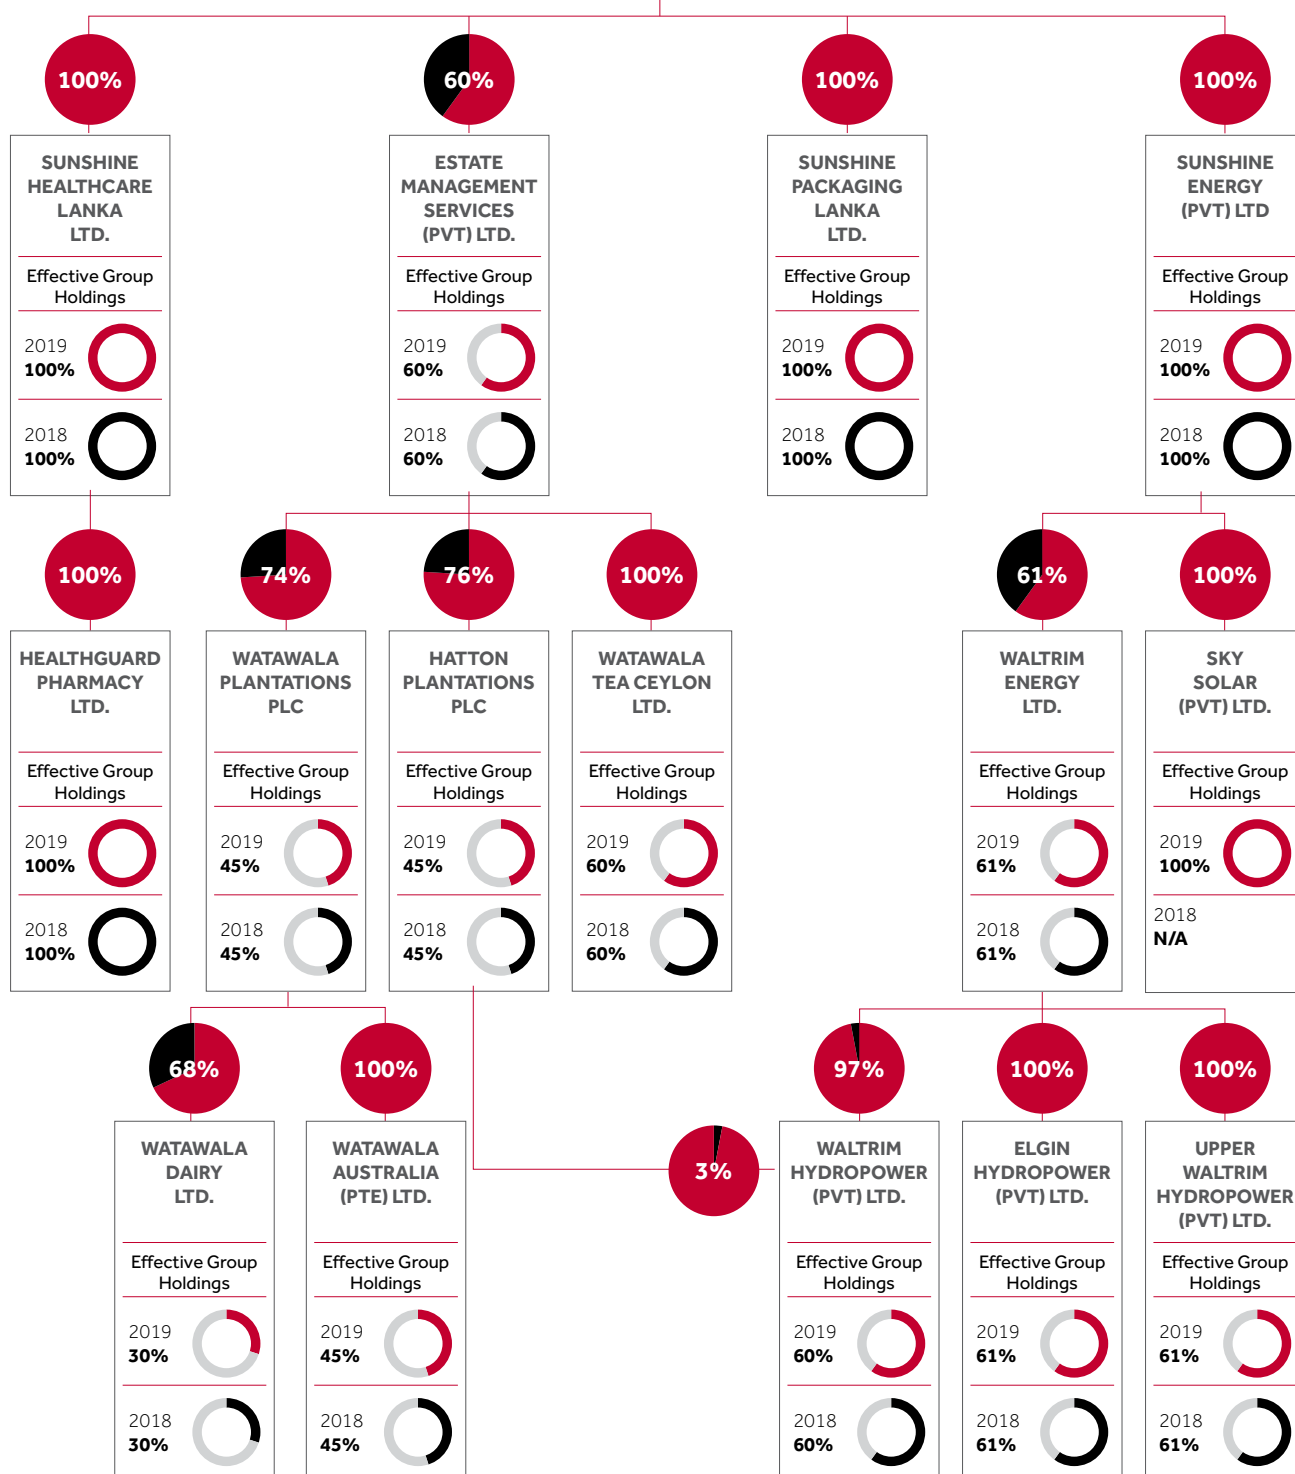 100%
60%
100%
100%
SUNSHINE
HEALTHCARE
LANKA
LTD.
Effective Group
Holdings
2019
100%
2018
100%
ESTATE
MANAGEMENT
SERVICES
(PVT) LTD.
Effective Group
Holdings
2019
60%
2018
60%
SUNSHINE
PACKAGING
LANKA
LTD.
Effective Group
Holdings
2019
100%
2018
100%
SUNSHINE
ENERGY
(PVT) LTD
Effective Group
Holdings
2019
100%
2018
100%
100%
74%
76%
100%
61%
100%
HEALTHGUARD
PHARMACY
LTD.
Effective Group
Holdings
2019
100%
2018
100%
WATAWALA
PLANTATIONS
PLC
Effective Group
Holdings
2019
45%
2018
45%
HATTON
PLANTATIONS
PLC
Effective Group
Holdings
2019
45%
2018
45%
WATAWALA
TEA CEYLON
LTD.
Effective Group
Holdings
2019
60%
2018
60%
WALTRIM
ENERGY
LTD.
Effective Group
Holdings
2019
61%
2018
61%
SKY
SOLAR
(PVT) LTD.
Effective Group
Holdings
2019
100%
2018
N/A
68%
100%
97%
100%
100%
3%
WATAWALA
DAIRY
LTD.
Effective Group
Holdings
2019
30%
2018
30%
WATAWALA
AUSTRALIA
(PTE) LTD.
Effective Group
Holdings
2019
45%
2018
45%
WALTRIM
HYDROPOWER
(PVT) LTD.
Effective Group
Holdings
2019
60%
2018
60%
ELGIN
HYDROPOWER
(PVT) LTD.
Effective Group
Holdings
2019
61%
2018
61%
UPPER
WALTRIM
HYDROPOWER
(PVT) LTD.
Effective Group
Holdings
2019
61%
2018
61%